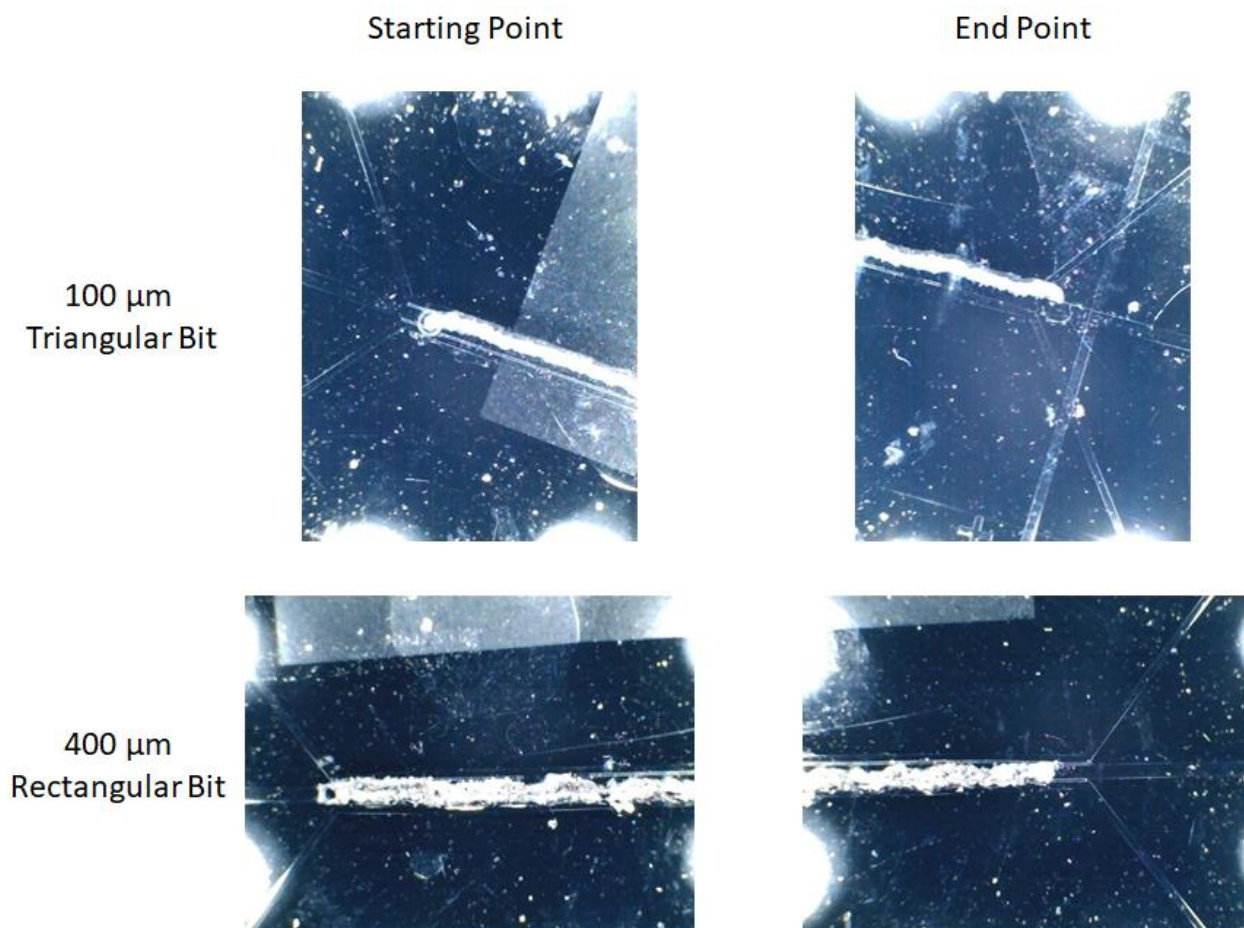 Starting Point
End Point
100 µm
Triangular Bit
400 µm
Rectangular Bit